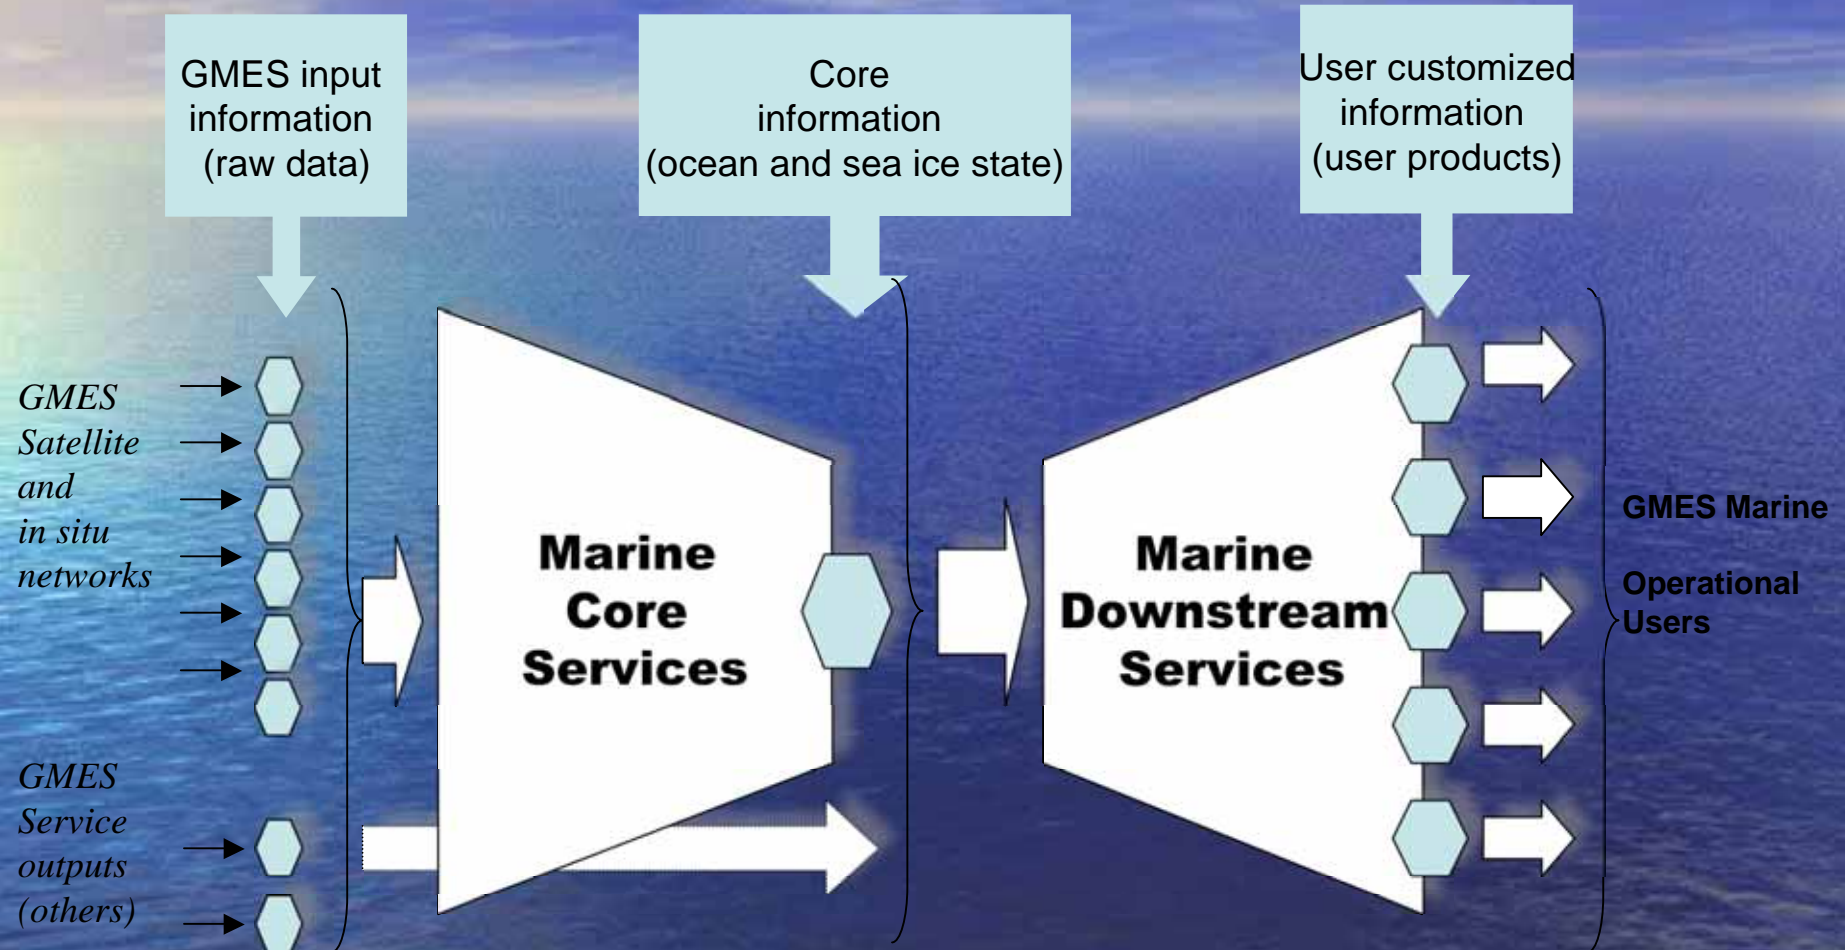 GMES input
information
(raw data)
Core
information
(ocean and sea ice state)
User customized
information
(user products)
GMES
Satellite
and
in situ
networks
GMES
Service
outputs
(others)
Marine
Core
Services
Marine
Downstream
Services
GMES Marine
Operational
Users